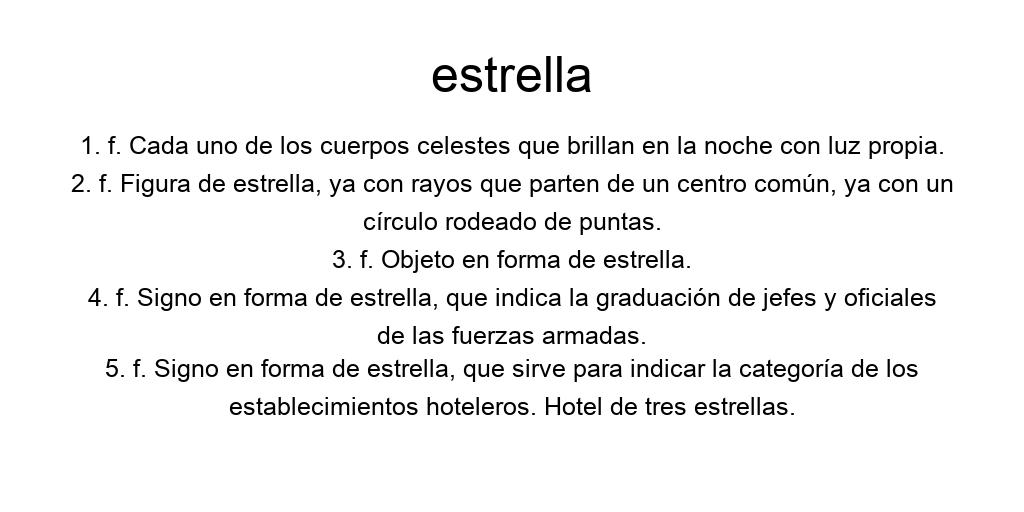 estrella
1. f. Cada uno de los cuerpos celestes que brillan en la noche con luz propia.
2. f. Figura de estrella, ya con rayos que parten de un centro común, ya con un
círculo rodeado de puntas.
3. f. Objeto en forma de estrella.
4. f. Signo en forma de estrella, que indica la graduación de jefes y oficiales
de las fuerzas armadas.
5. f. Signo en forma de estrella, que sirve para indicar la categoría de los
establecimientos hoteleros. Hotel de tres estrellas.